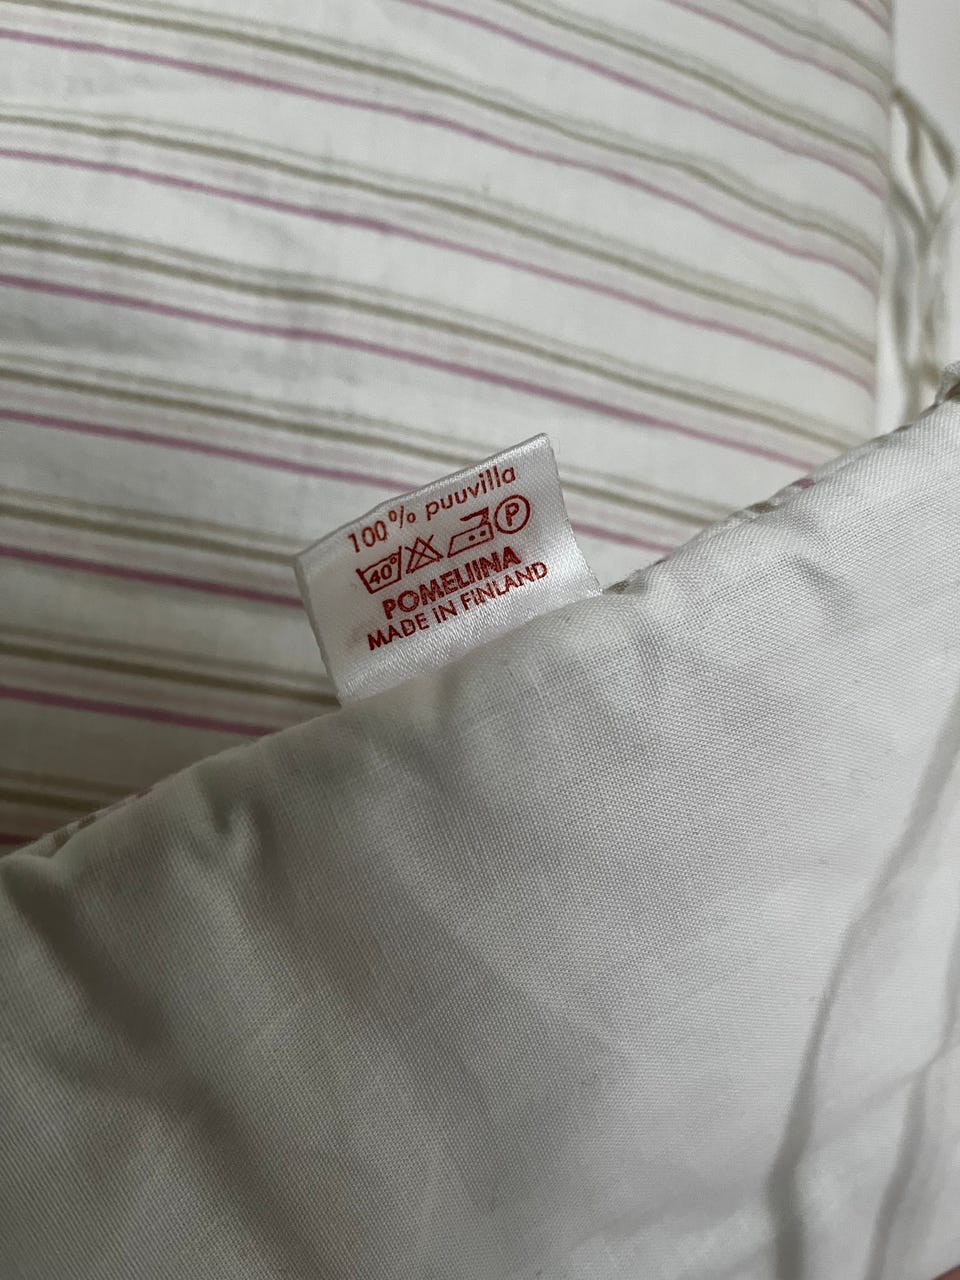 100% puuvilla
40° P
POMELIINA
MADE IN FINLAND